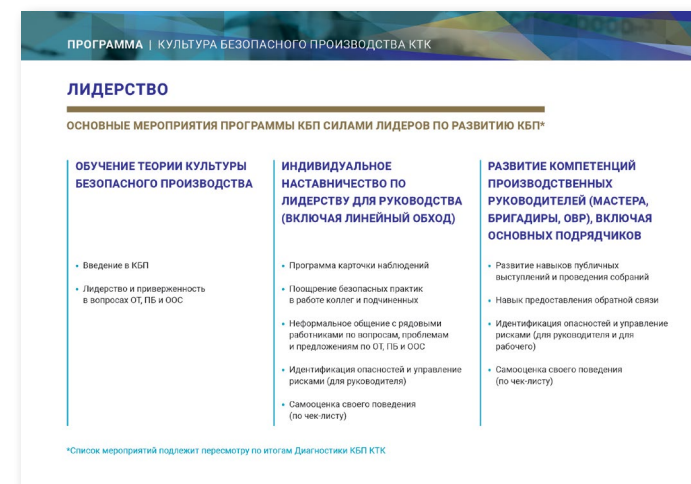 ПРОГРАММА | КУЛЬТУРА БЕЗОПАСНОГО ПРОИЗВОДСТВА КТК
ЛИДЕРСТВО
ОСНОВНЫЕ МЕРОПРИЯТИЯ ПРОГРАММЫ КБП СИЛАМИ ЛИДЕРОВ ПО РАЗВИТИЮ КБП*
ОБУЧЕНИЕ ТЕОРИИ КУЛЬТУРЫ
БЕЗОПАСНОГО ПРОИЗВОДСТВА
• Введение в КБП
• Лидерство и приверженность
в вопросах ОТ, ПБ и ООС
ИНДИВИДУАЛЬНОЕ
НАСТАВНИЧЕСТВО ПО
ЛИДЕРСТВУ ДЛЯ РУКОВОДСТВА
(ВКЛЮЧАЯ ЛИНЕЙНЫЙ ОБХОД)
• Программа карточки наблюдений
• Поощрение безопасных практик
в работе коллег и подчиненных
• Неформальное общение с рядовыми
работниками по вопросам, проблемам
и предложениям по ОТ, ПБ и ООС
• Идентификация опасностей и управление
рисками (для руководителя)
• Самооценка своего поведения
(по чек-листу)
РАЗВИТИЕ КОМПЕТЕНЦИЙ
ПРОИЗВОДСТВЕННЫХ
РУКОВОДИТЕЛЕЙ (МАСТЕРА,
БРИГАДИРЫ, ОВР), ВКЛЮЧАЯ
ОСНОВНЫХ ПОДРЯДЧИКОВ
• Развитие навыков публичных
выступлений и проведения собраний
• Навык предоставления обратной связи
• Идентификация опасностей и управление
рисками (для руководителя и для
рабочего)
• Самооценка своего поведения
(по чек-листу)
*Список мероприятий подлежит пересмотру по итогам Диагностики КБП КТК